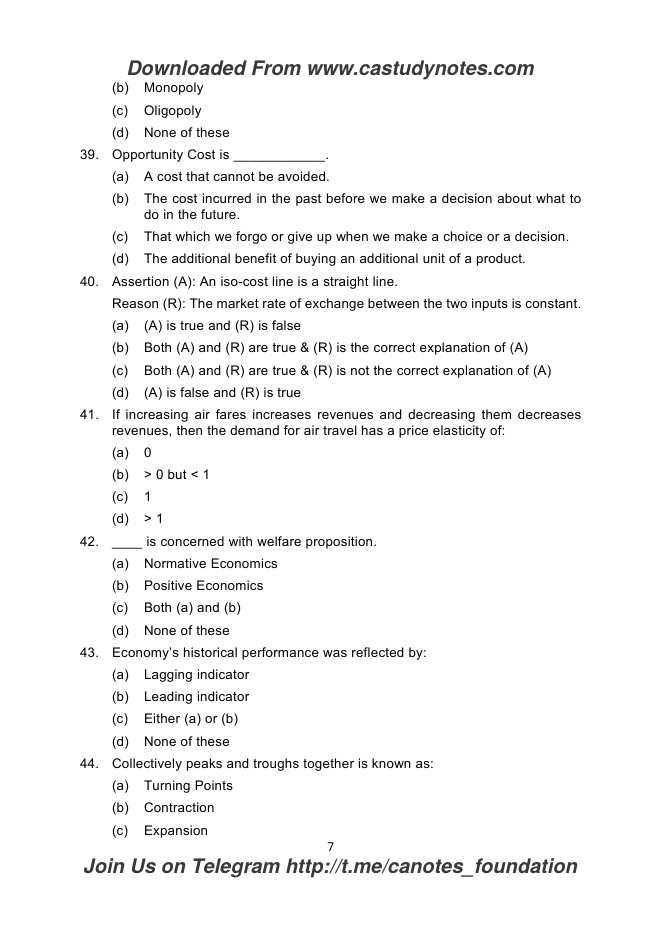 Downloaded From www.castudynotes.com
(b) Monopoly
(c) Oligopoly
(d) None of these
39. Opportunity Cost is ____________.
(a) A cost that cannot be avoided.
(b) The cost incurred in the past before we make a decision about what to
do in the future.
(c) That which we forgo or give up when we make a choice or a decision.
(d) The additional benefit of buying an additional unit of a product.
40. Assertion (A): An iso-cost line is a straight line.
Reason (R): The market rate of exchange between the two inputs is constant.
(a) (A) is true and (R) is false
(b) Both (A) and (R) are true & (R) is the correct explanation of (A)
(c) Both (A) and (R) are true & (R) is not the correct explanation of (A)
(d) (A) is false and (R) is true
41. If increasing air fares increases revenues and decreasing them decreases
revenues, then the demand for air travel has a price elasticity of:
(a) 0
(b) > 0 but < 1
(c) 1
(d) > 1
42. ____ is concerned with welfare proposition.
(a) Normative Economics
(b) Positive Economics
(c) Both (a) and (b)
(d) None of these
43. Economy’s historical performance was reflected by:
(a) Lagging indicator
(b) Leading indicator
(c) Either (a) or (b)
(d) None of these
44. Collectively peaks and troughs together is known as:
(a) Turning Points
(b) Contraction
(c) Expansion
7
Join Us on Telegram http://t.me/canotes_foundation